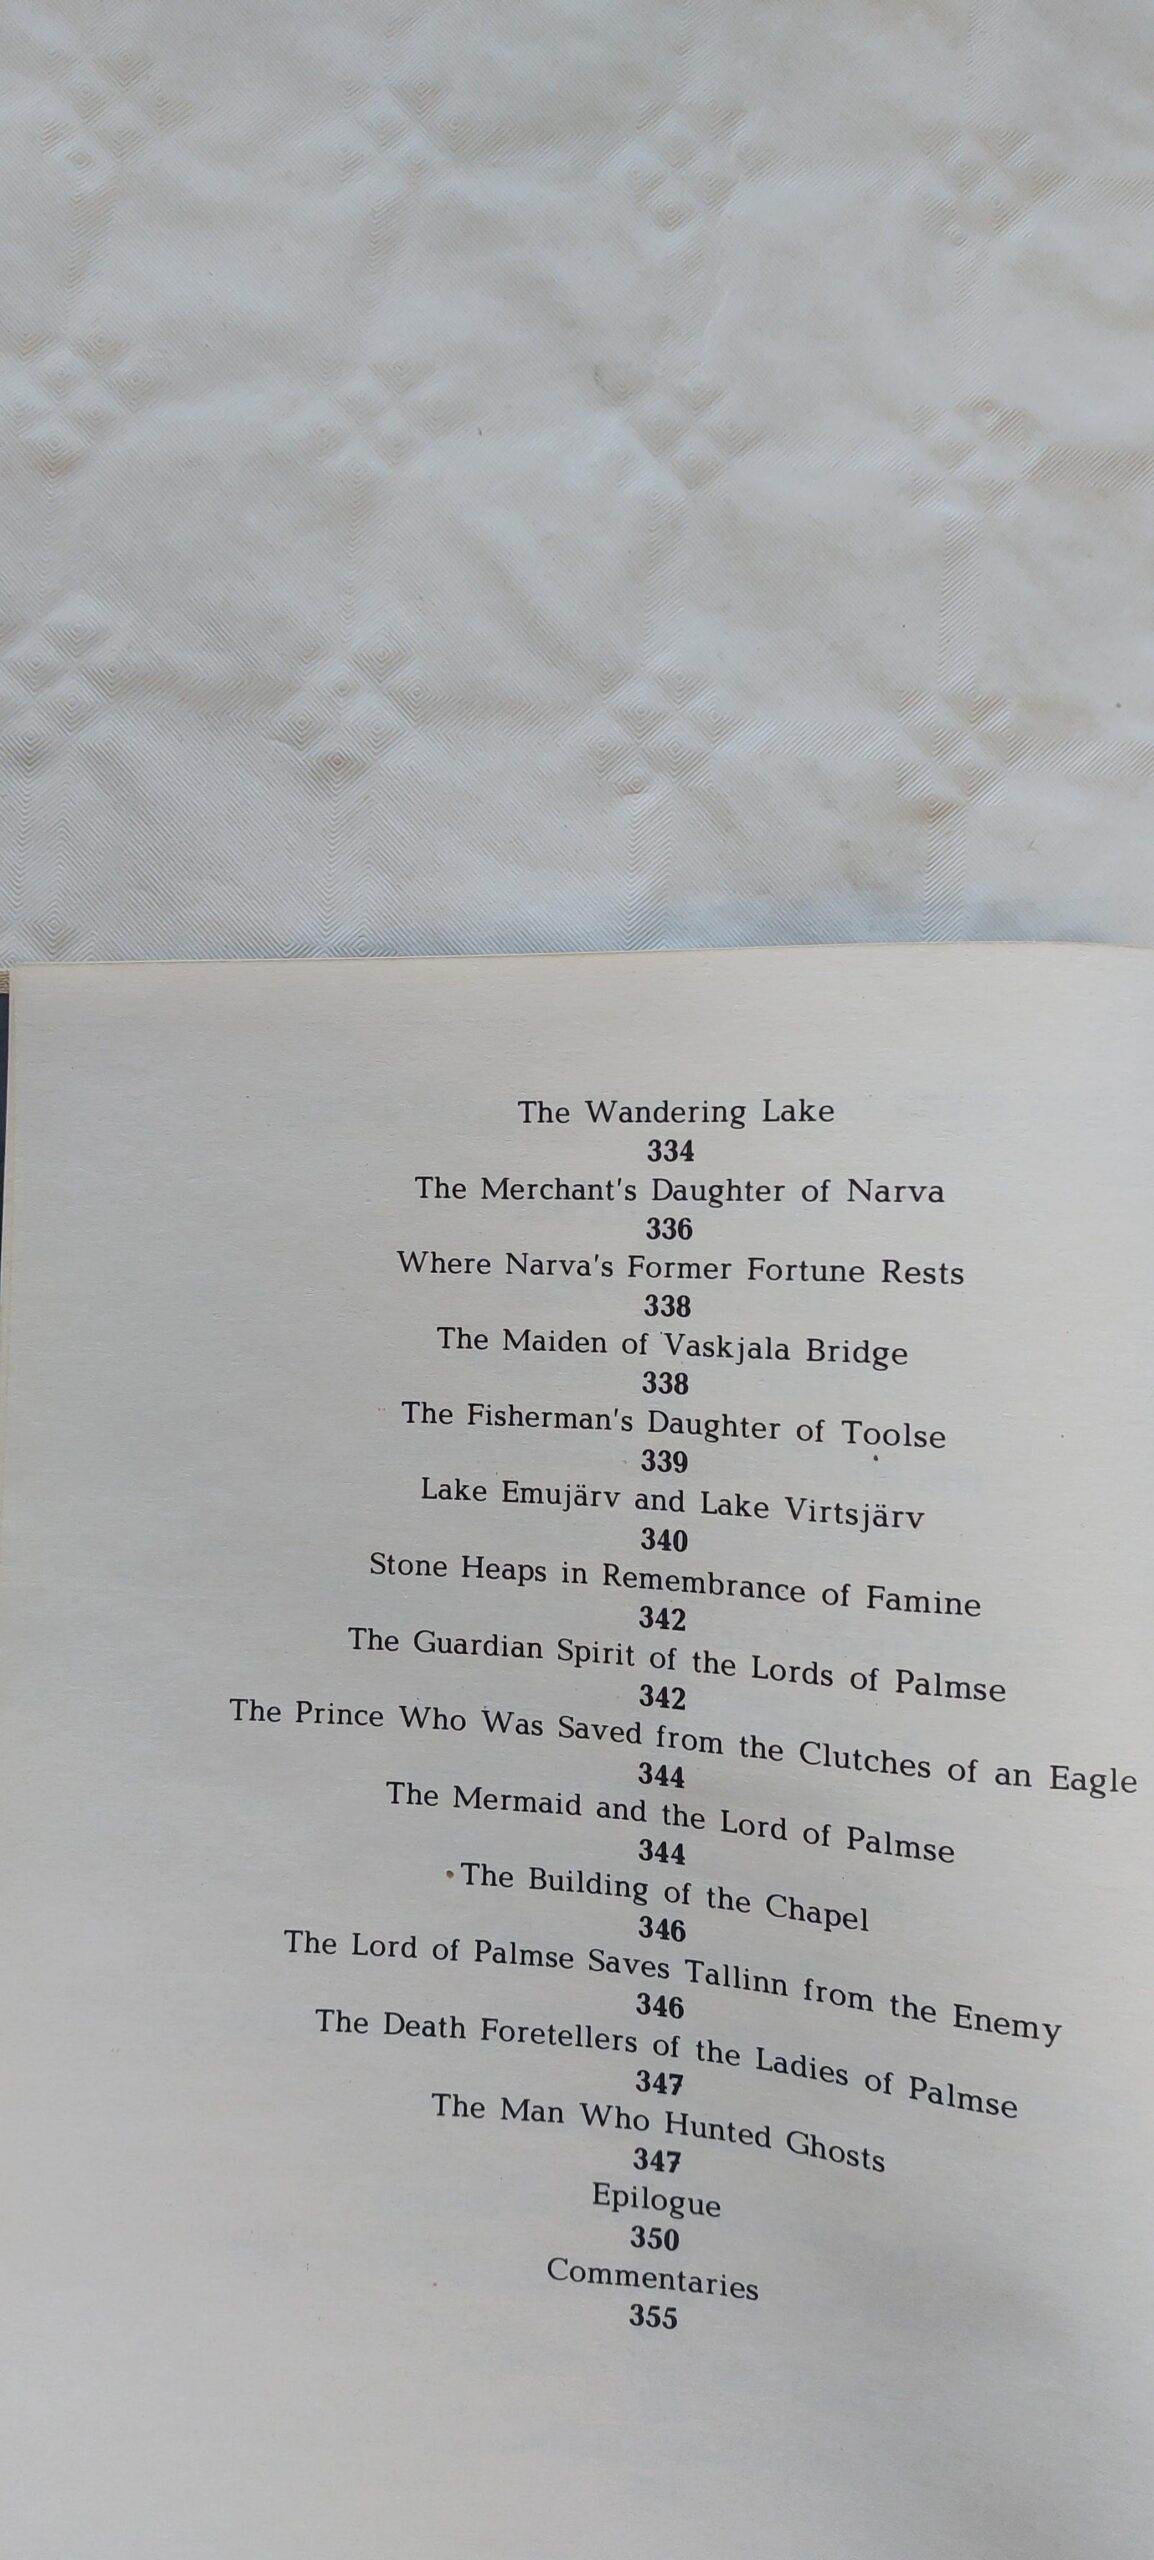 The Wandering Lake
334
The Merchant's Daughter of Narva
336
Where Narva's Former Fortune Rests
338
The Maiden of Vaskjala Bridge
338
The Fisherman's Daughter of Toolse
339
Lake Emujärv and Lake Virtsjärv
340
Stone Heaps in Remembrance of Famine
342
The Guardian Spirit of the Lords of Palmse
342
The Prince Who Was Saved from the Clutches of an Eagle
344
The Mermaid and the Lord of Palmse
344
The Building of the Chapel
346
The Lord of Palmse Saves Tallinn from the Enemy
346
The Death Foretellers of the Ladies of Palmse
347
The Man Who Hunted Ghosts
347
Epilogue
350
Commentaries
355